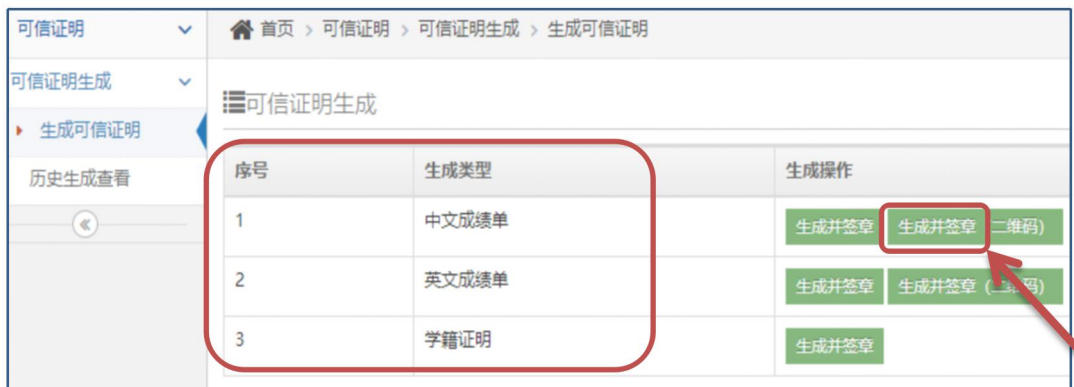 可信证明
可信证明生成
生成可信证明
历史生成查看
首页 > 可信证明 > 可信证明生成 > 生成可信证明
可信证明生成
序号 生成类型 生成操作
1 中文成绩单 生成并签章 生成并签章（二维码）
2 英文成绩单 生成并签章 生成并签章（二维码）
3 学籍证明 生成并签章